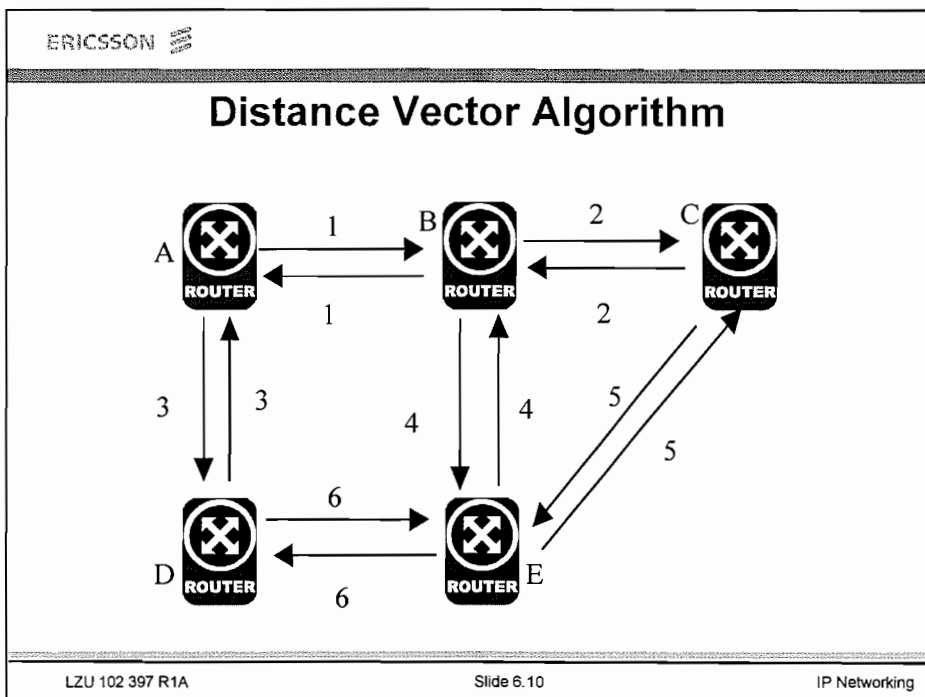 ERICSSON
Distance Vector Algorithm
A
ROUTER
1
1
B
ROUTER
2
2
C
ROUTER
3
3
4
4
5
5
D
ROUTER
6
6
E
ROUTER
LZU 102 397 R1A
Slide 6.10
IP Networking